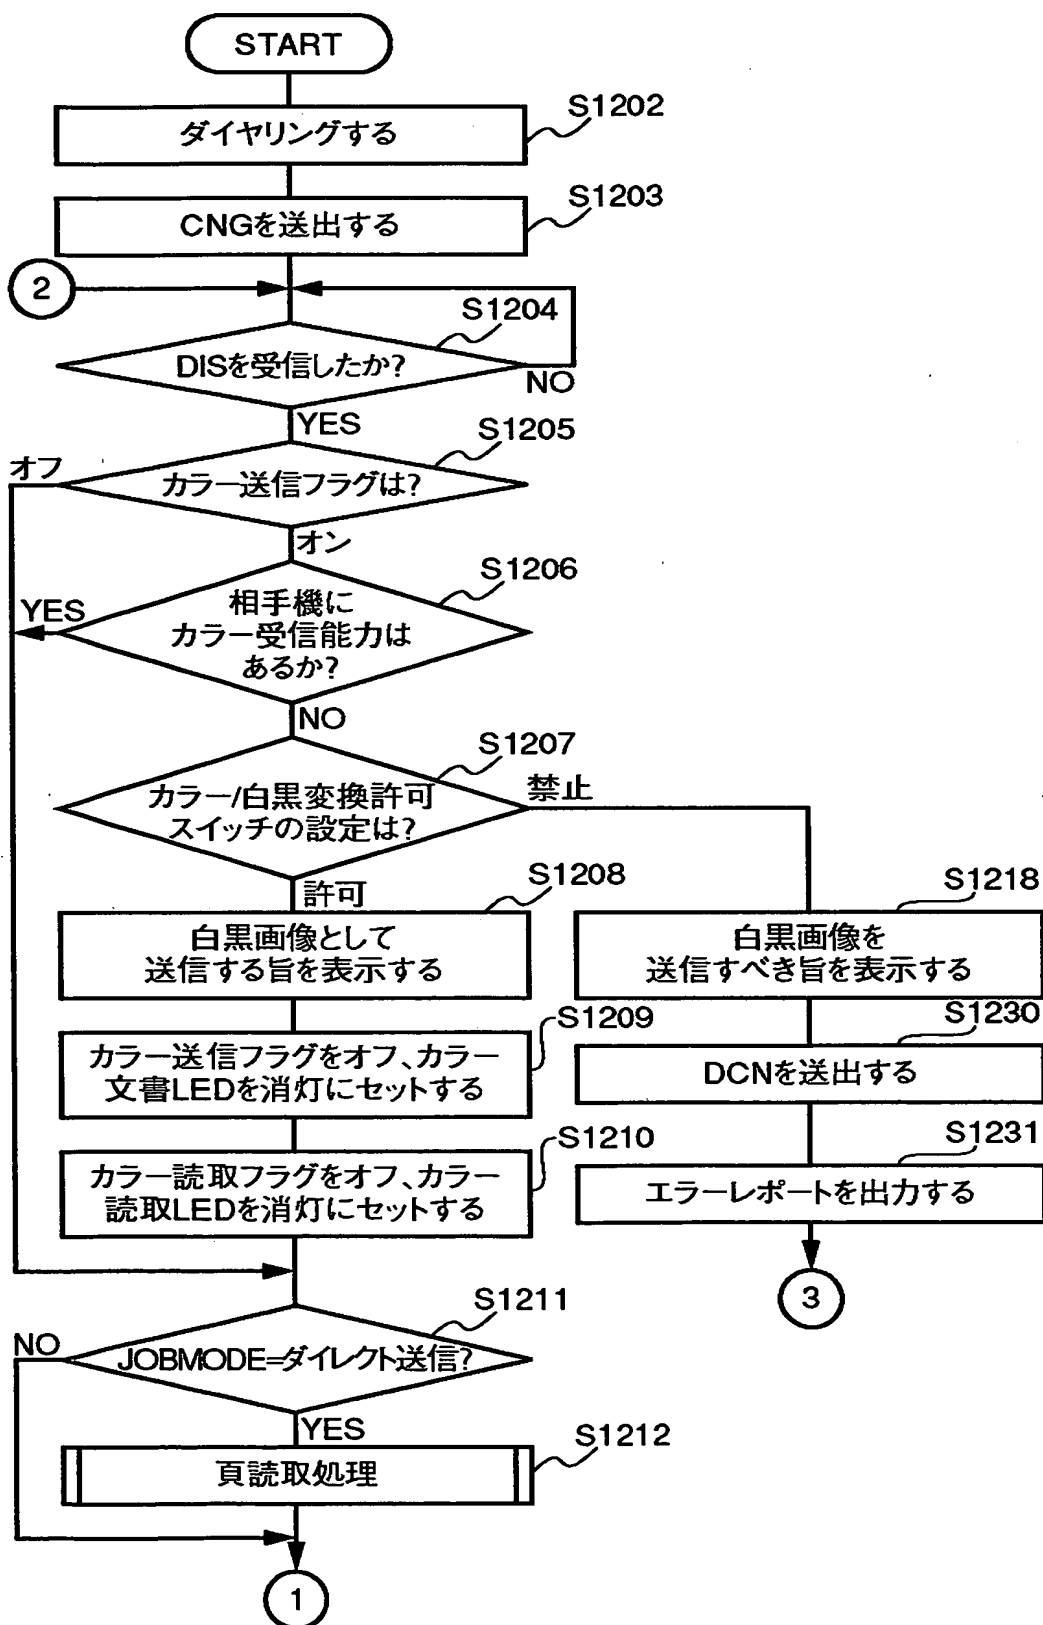 START
S1202
ダイヤリングする
S1203
CNGを送出する
2
S1204
DISを受信したか?
NO
YES
S1205
オフ
カラー送信フラグは?
オン
S1206
YES
相手機に
カラー受信能力は
あるか?
NO
S1207
カラー/白黒変換許可
スイッチの設定は?
禁止
許可
S1208
白黒画像として
送信する旨を表示する
S1218
白黒画像を
送信すべき旨を表示する
S1209
カラー送信フラグをオフ、カラー
文書LEDを消灯にセットする
S1230
DCNを送出する
S1210
カラー読取フラグをオフ、カラー
読取LEDを消灯にセットする
S1231
エラーレポートを出力する
3
S1211
NO
JOBMODE=ダイレクト送信?
YES
S1212
頁読取処理
1